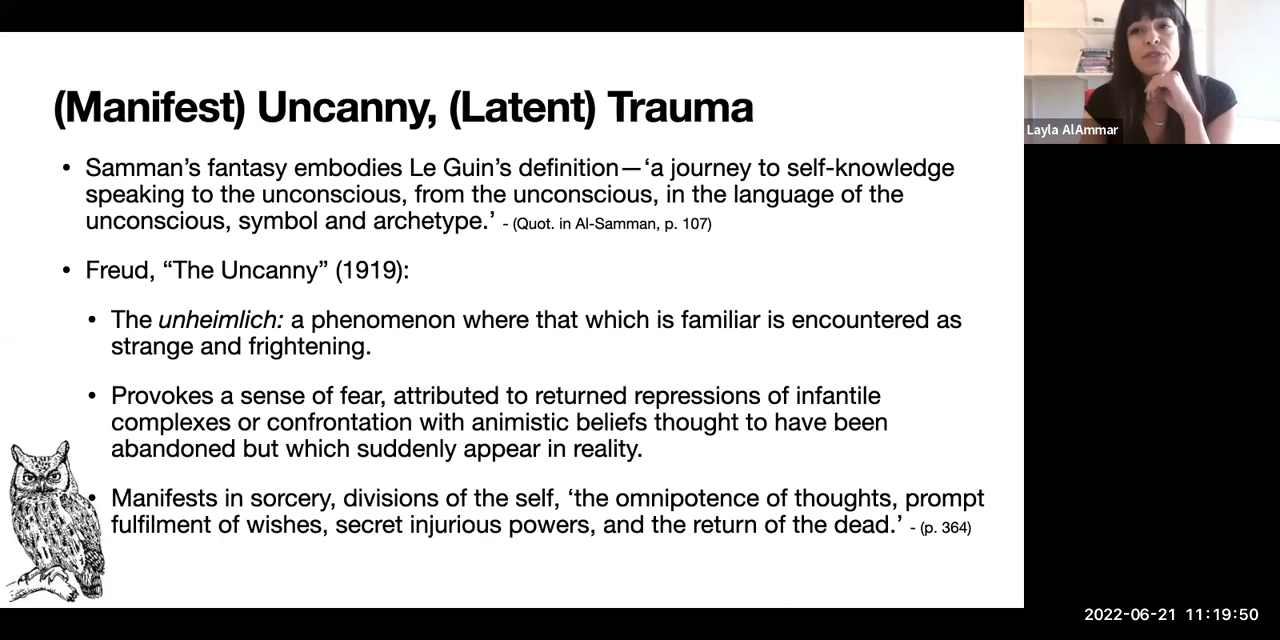 (Manifest) Uncanny, (Latent) Trauma
• Samman’s fantasy embodies Le Guin’s definition—‘a journey to self-knowledge
speaking to the unconscious, from the unconscious, in the language of the
unconscious, symbol and archetype.’ - (Quot. in Al-Samman, p. 107)
• Freud, “The Uncanny” (1919):
• The unheimlich: a phenomenon where that which is familiar is encountered as
strange and frightening.
• Provokes a sense of fear, attributed to returned repressions of infantile
complexes or confrontation with animistic beliefs thought to have been
abandoned but which suddenly appear in reality.
• Manifests in sorcery, divisions of the self, ‘the omnipotence of thoughts, prompt
fulfilment of wishes, secret injurious powers, and the return of the dead.’ - (p. 364)
Layla AlAmmar
2022-06-21 11:19:50